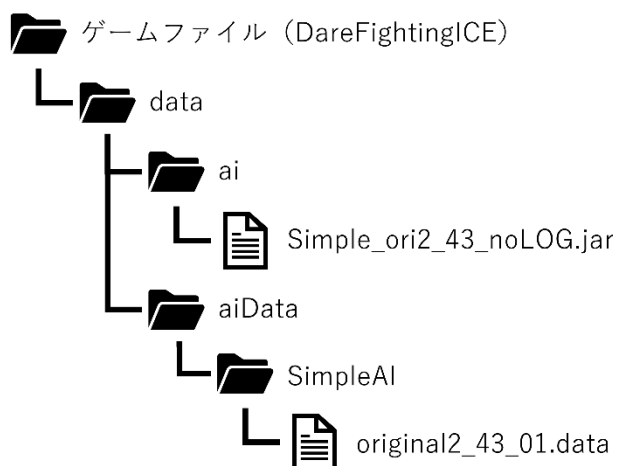 ゲームファイル（DareFightingICE）
data
ai
Simple_ori2_43_noLOG.jar
aiData
SimpleAI
original2_43_01.data